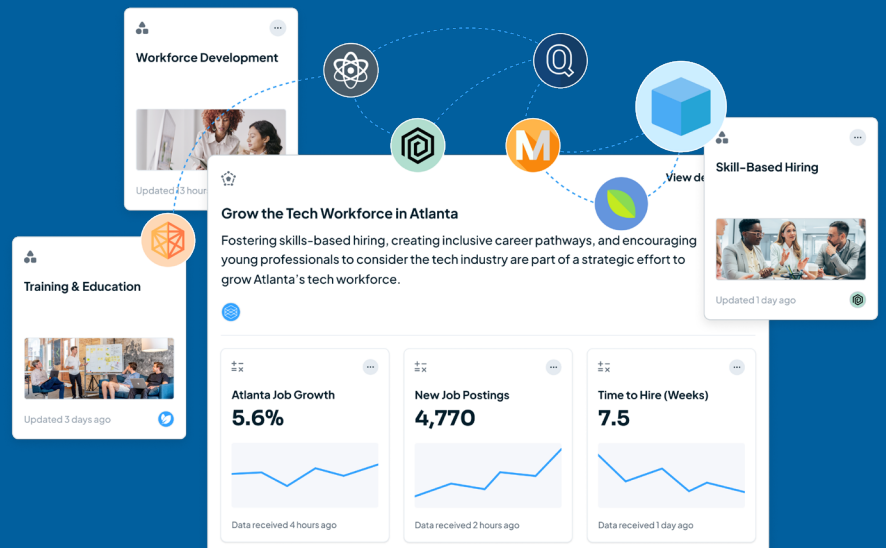 Workforce Development
Updated 13 hour
Q
M
View de
Skill-Based Hiring
Updated 1 day ago
Grow the Tech Workforce in Atlanta
Fostering skills-based hiring, creating inclusive career pathways, and encouraging
young professionals to consider the tech industry are part of a strategic effort to
grow Atlanta's tech workforce.
Training & Education
Updated 3 days ago
Atlanta Job Growth
5.6%
Data received 4 hours ago
New Job Postings
4,770
Data received 2 hours ago
Time to Hire (Weeks)
7.5
Data received 1 day ago